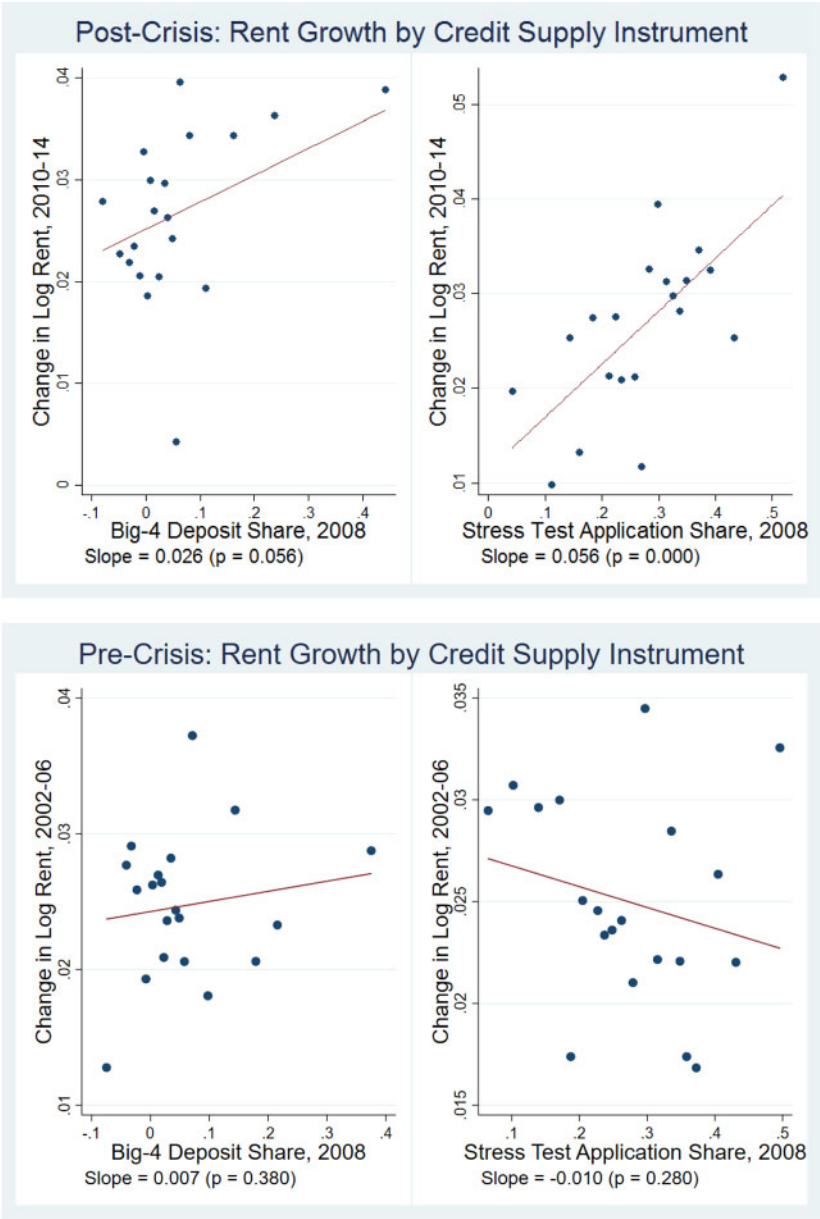 Post-Crisis: Rent Growth by Credit Supply Instrument
Change in Log Rent, 2010-14
.04
.03
.02
.01
0
-.1 0 .1 .2 .3 .4
Big-4 Deposit Share, 2008
Slope = 0.026 (p = 0.056)
Change in Log Rent, 2010-14
.05
.04
.03
.02
.01
0 .1 .2 .3 .4 .5
Stress Test Application Share, 2008
Slope = 0.056 (p = 0.000)
Pre-Crisis: Rent Growth by Credit Supply Instrument
Change in Log Rent, 2002-06
.04
.03
.02
.01
-.1 0 .1 .2 .3 .4
Big-4 Deposit Share, 2008
Slope = 0.007 (p = 0.380)
Change in Log Rent, 2002-06
.035
.03
.025
.02
.015
.1 .2 .3 .4 .5
Stress Test Application Share, 2008
Slope = -0.010 (p = 0.280)